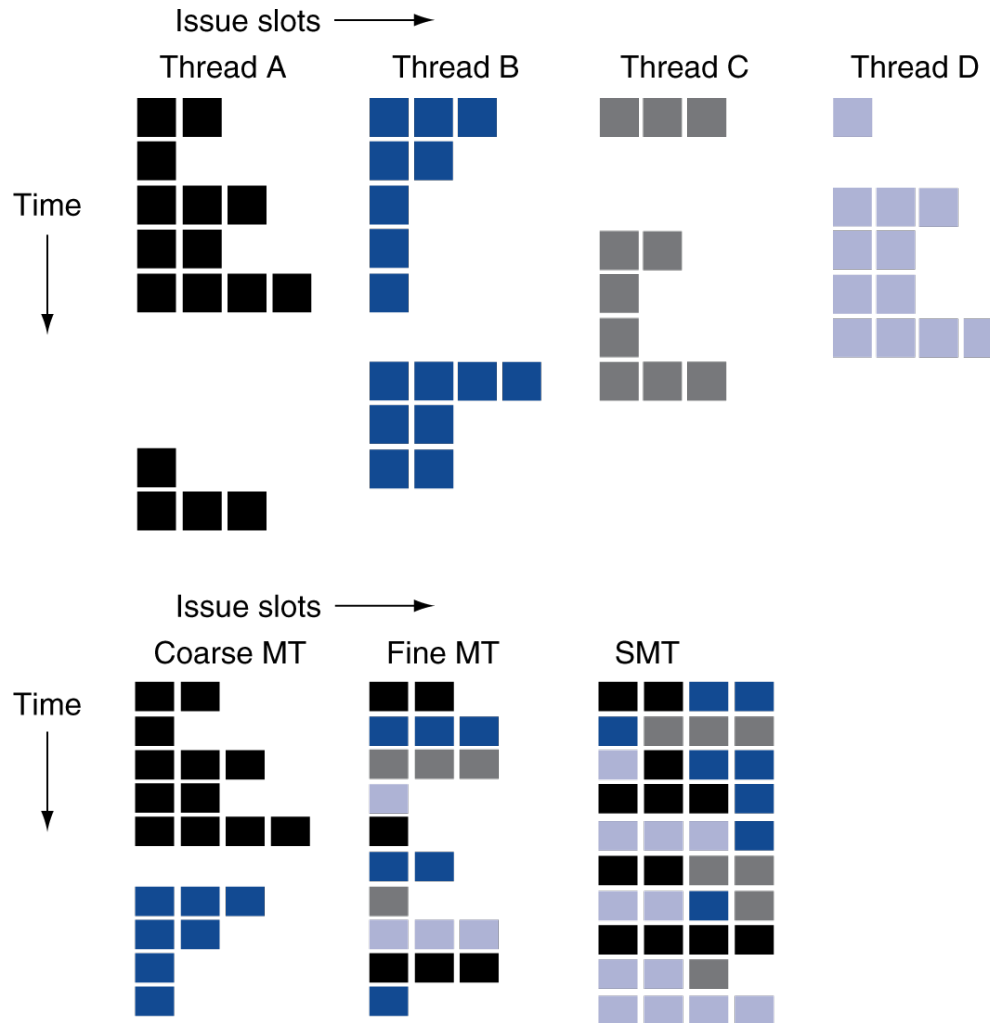 Issue slots
Thread A Thread B Thread C Thread D
Time
Issue slots
Coarse MT Fine MT SMT
Time